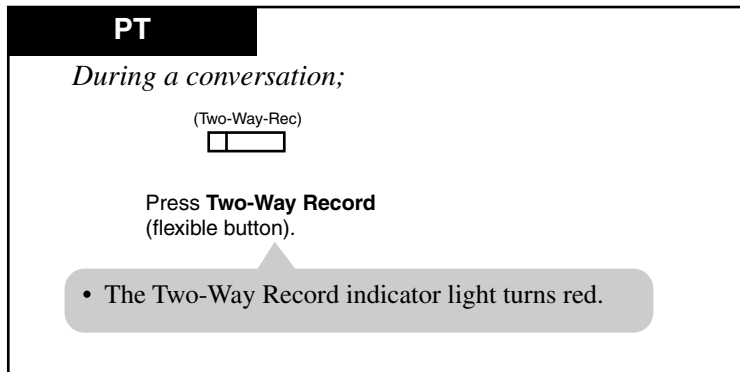 PT
During a conversation;
(Two-Way-Rec)
Press Two-Way Record
(flexible button).
• The Two-Way Record indicator light turns red.